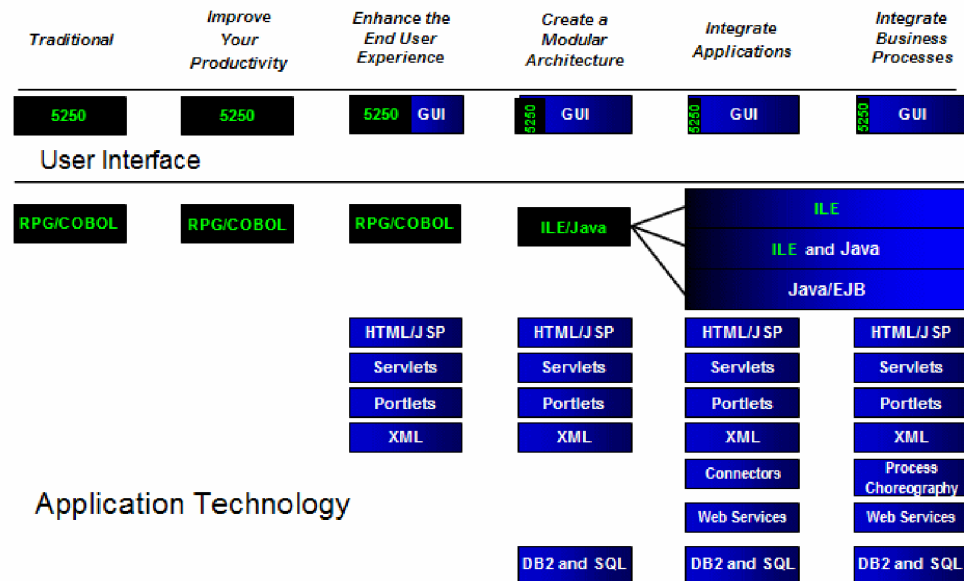 Traditional
Improve
Your
Productivity
Enhance the
End User
Experience
Create a
Modular
Architecture
Integrate
Applications
Integrate
Business
Processes
5250
5250
5250 GUI
5250 GUI
5250 GUI
5250 GUI
User Interface
RPG/COBOL
RPG/COBOL
RPG/COBOL
ILE/Java
ILE
ILE and Java
Java/EJB
HTML/JSP
HTML/JSP
HTML/JSP
HTML/JSP
Servlets
Servlets
Servlets
Servlets
Portlets
Portlets
Portlets
Portlets
XML
XML
XML
XML
Connectors
Process
Choreography
Application Technology
Web Services
Web Services
DB2 and SQL
DB2 and SQL
DB2 and SQL